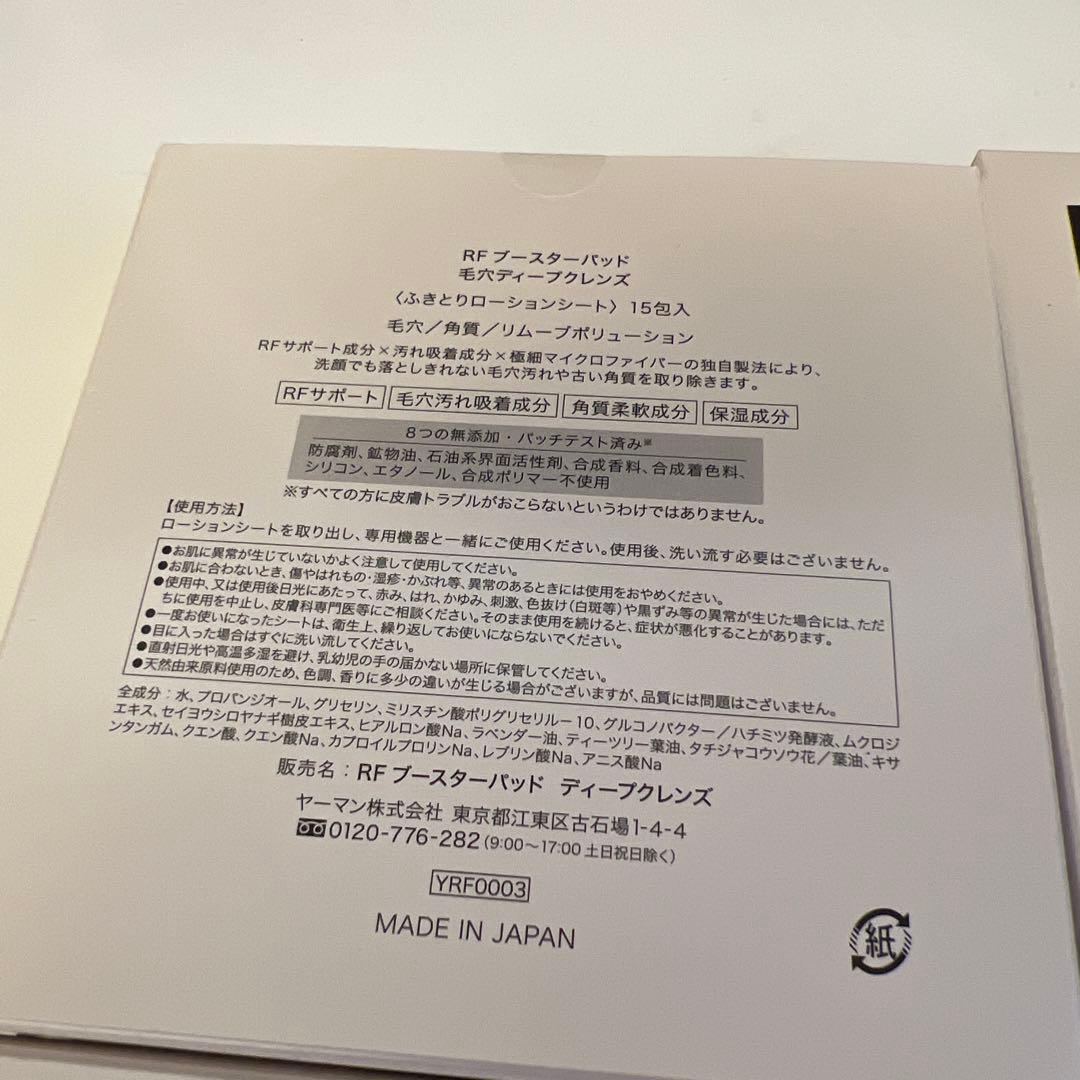 RF ブースターパッド
毛穴ディープクレンズ
〈ふきとりローションシート〉15包入
毛穴／角質／リムーブポリューション
RFサポート成分×汚れ吸着成分×極細マイクロファイバーの独自製法により、
洗顔でも落としきれない毛穴汚れや古い角質を取り除きます。
RFサポート 毛穴汚れ吸着成分 角質柔軟成分 保湿成分
8つの無添加・パッチテスト済み※
防腐剤、鉱物油、石油系界面活性剤、合成香料、合成着色料、
シリコン、エタノール、合成ポリマー不使用
※すべての方に皮膚トラブルがおこらないというわけではありません。
【使用方法】
ローションシートを取り出し、専用機器と一緒にご使用ください。使用後、洗い流す必要はございません。
●お肌に異常が生じていないかよく注意して使用してください。
●お肌に合わないとき、傷やはれもの・湿疹・かぶれ等、異常のあるときには使用をおやめください。
●使用中、又は使用後日光にあたって、赤み、はれ、かゆみ、刺激、色抜け(白斑等)や黒ずみ等の異常が生じた場合には、ただ
ちに使用を中止し、皮膚科専門医等にご相談ください。そのまま使用を続けると、症状が悪化することがあります。
●一度お使いになったシートは、衛生上、繰り返してお使いにならないでください。
●目に入った場合はすぐに洗い流してください。
●直射日光や高温多湿を避け、乳幼児の手の届かない場所に保管してください。
●天然由来原料使用のため、色調、香りに多少の違いが生じる場合がございますが、品質には問題はございません。
全成分：水、プロパンジオール、グリセリン、ミリスチン酸ポリグリセリル－10、グルコノバクター／ハチミツ発酵液、ムクロジ
エキス、セイヨウシロヤナギ樹皮エキス、ヒアルロン酸Na、ラベンダー油、ティーツリー葉油、タチジャコウソウ花／葉油、キサ
ンタンガム、クエン酸、クエン酸Na、カプロイルプロリンNa、レブリン酸Na、アニス酸Na
販売名：RF ブースターパッド ディープクレンズ
ヤーマン株式会社 東京都江東区古石場1-4-4
0120-776-282(9:00～17:00 土日祝日除く)
YRF0003
MADE IN JAPAN
紙